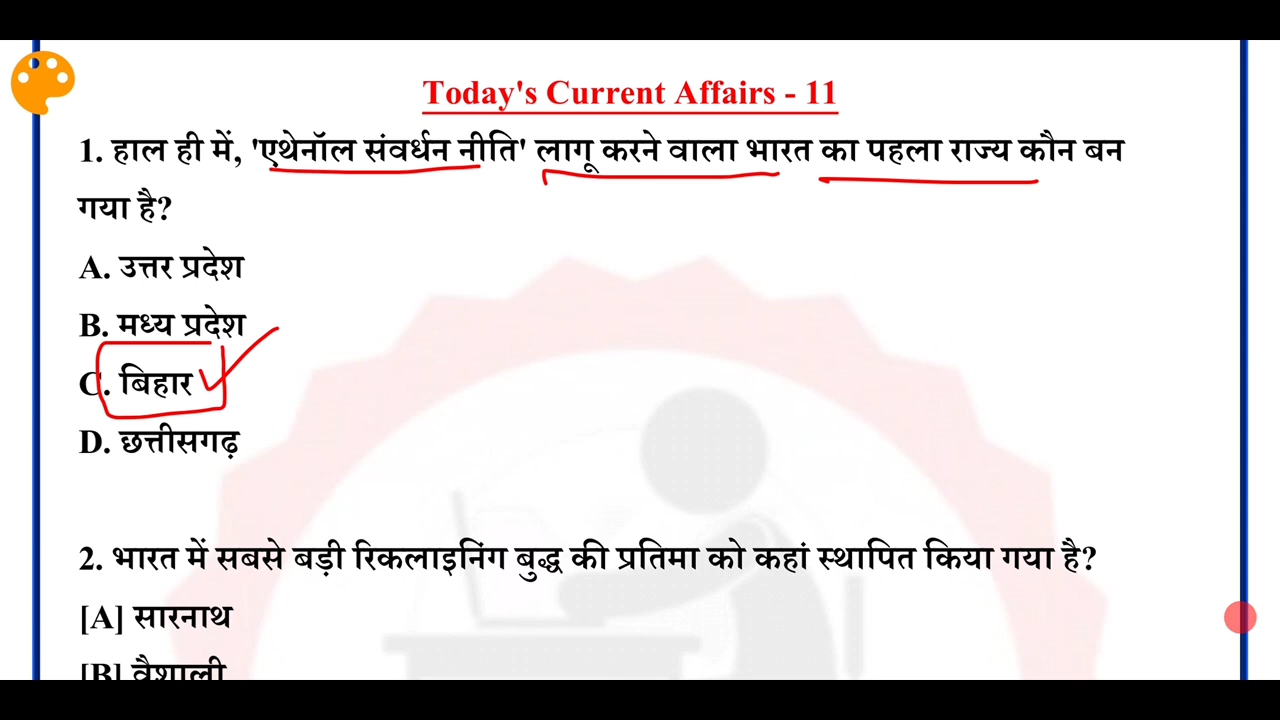 Today's Current Affairs - 11
1. हाल ही में, 'एथेनॉल संवर्धन नीति' लागू करने वाला भारत का पहला राज्य कौन बन
गया है?
A. उत्तर प्रदेश
B. मध्य प्रदेश
C. बिहार
D. छत्तीसगढ़
2. भारत में सबसे बड़ी रिकलाइनिंग बुद्ध की प्रतिमा को कहां स्थापित किया गया है?
[A] सारनाथ
[B] वैशाली